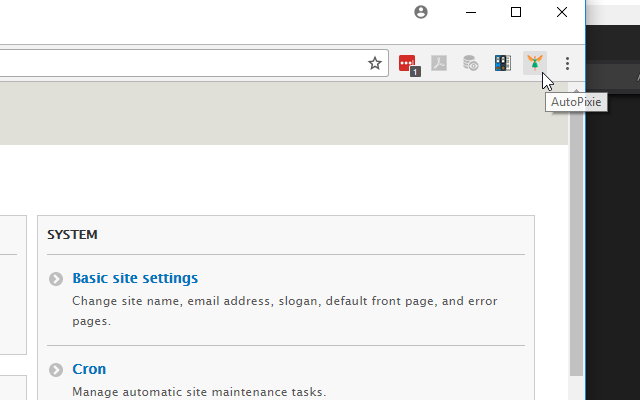 1
AutoPixie
SYSTEM
Basic site settings
Change site name, email address, slogan, default front page, and error
pages.
Cron
Manage automatic site maintenance tasks.